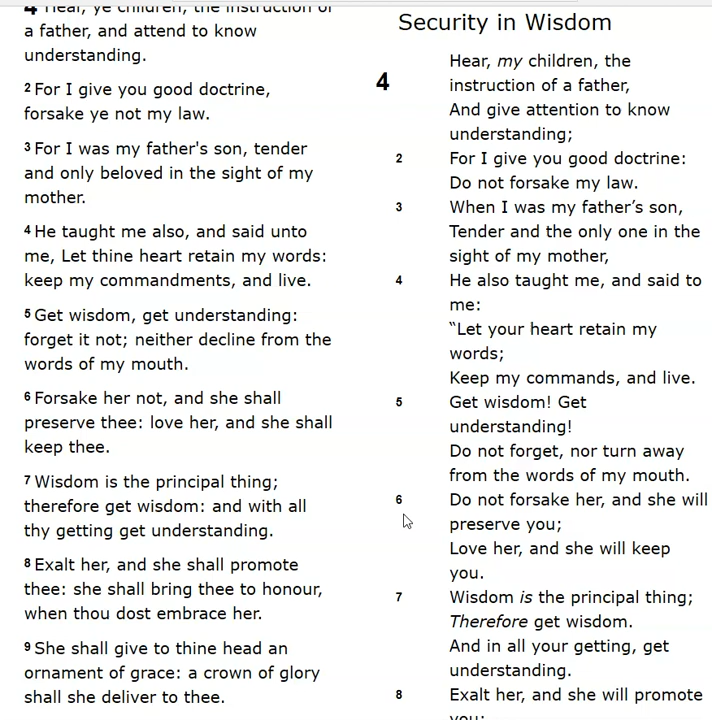 4 Hear, ye children, the instruction of
a father, and attend to know
understanding.
2 For I give you good doctrine,
forsake ye not my law.
3 For I was my father's son, tender
and only beloved in the sight of my
mother.
4 He taught me also, and said unto
me, Let thine heart retain my words:
keep my commandments, and live.
5 Get wisdom, get understanding:
forget it not; neither decline from the
words of my mouth.
6 Forsake her not, and she shall
preserve thee: love her, and she shall
keep thee.
7 Wisdom is the principal thing;
therefore get wisdom: and with all
thy getting get understanding.
8 Exalt her, and she shall promote
thee: she shall bring thee to honour,
when thou dost embrace her.
9 She shall give to thine head an
ornament of grace: a crown of glory
shall she deliver to thee.
Security in Wisdom
4 Hear, my children, the
instruction of a father,
And give attention to know
understanding;
2 For I give you good doctrine:
Do not forsake my law.
3 When I was my father’s son,
Tender and the only one in the
sight of my mother,
4 He also taught me, and said to
me:
“Let your heart retain my
words;
Keep my commands, and live.
5 Get wisdom! Get
understanding!
Do not forget, nor turn away
from the words of my mouth.
6 Do not forsake her, and she will
preserve you;
Love her, and she will keep
you.
7 Wisdom is the principal thing;
Therefore get wisdom.
And in all your getting, get
understanding.
8 Exalt her, and she will promote
you;